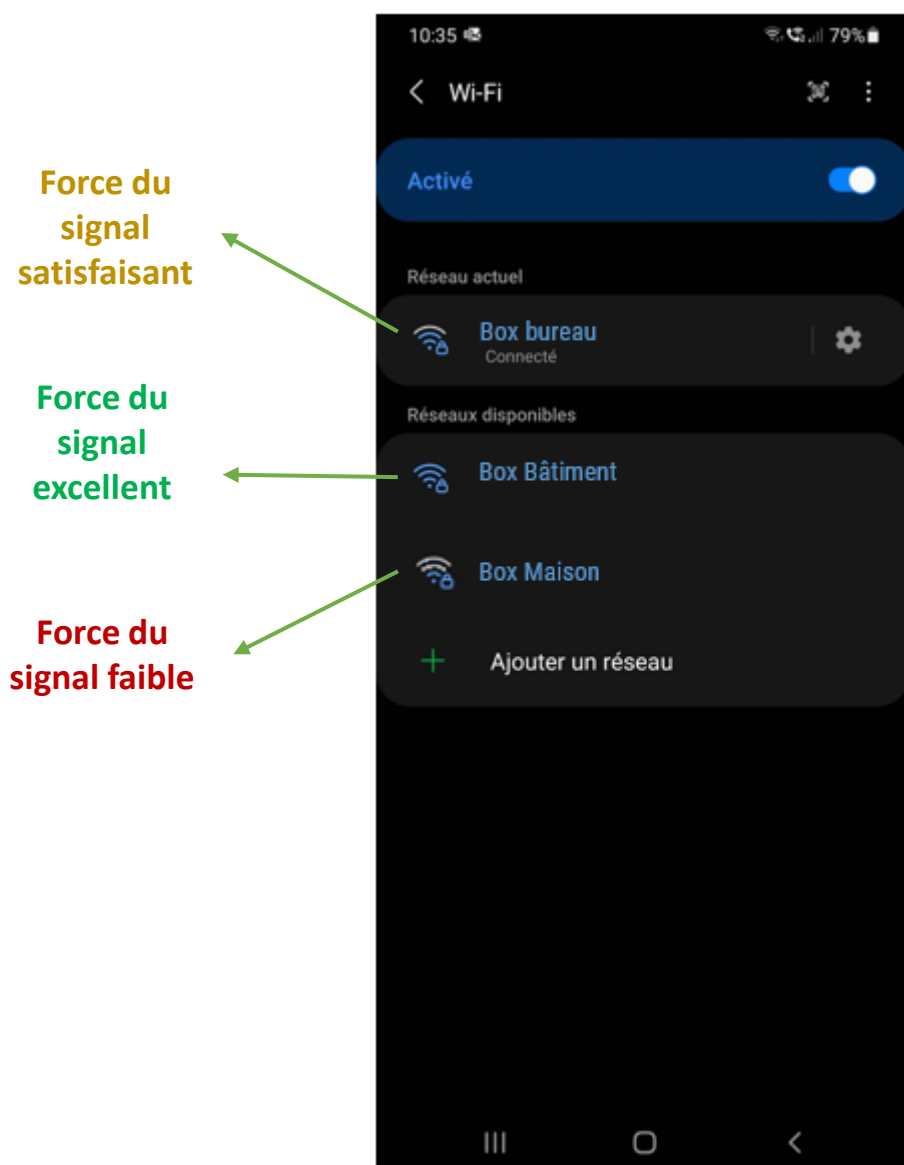 10:35
79%
Wi-Fi
Activé
Force du
signal
satisfaisant
Réseau actuel
Box bureau
Connecté
Force du
signal
excellent
Réseaux disponibles
Box Bâtiment
Box Maison
Force du
signal faible
Ajouter un réseau